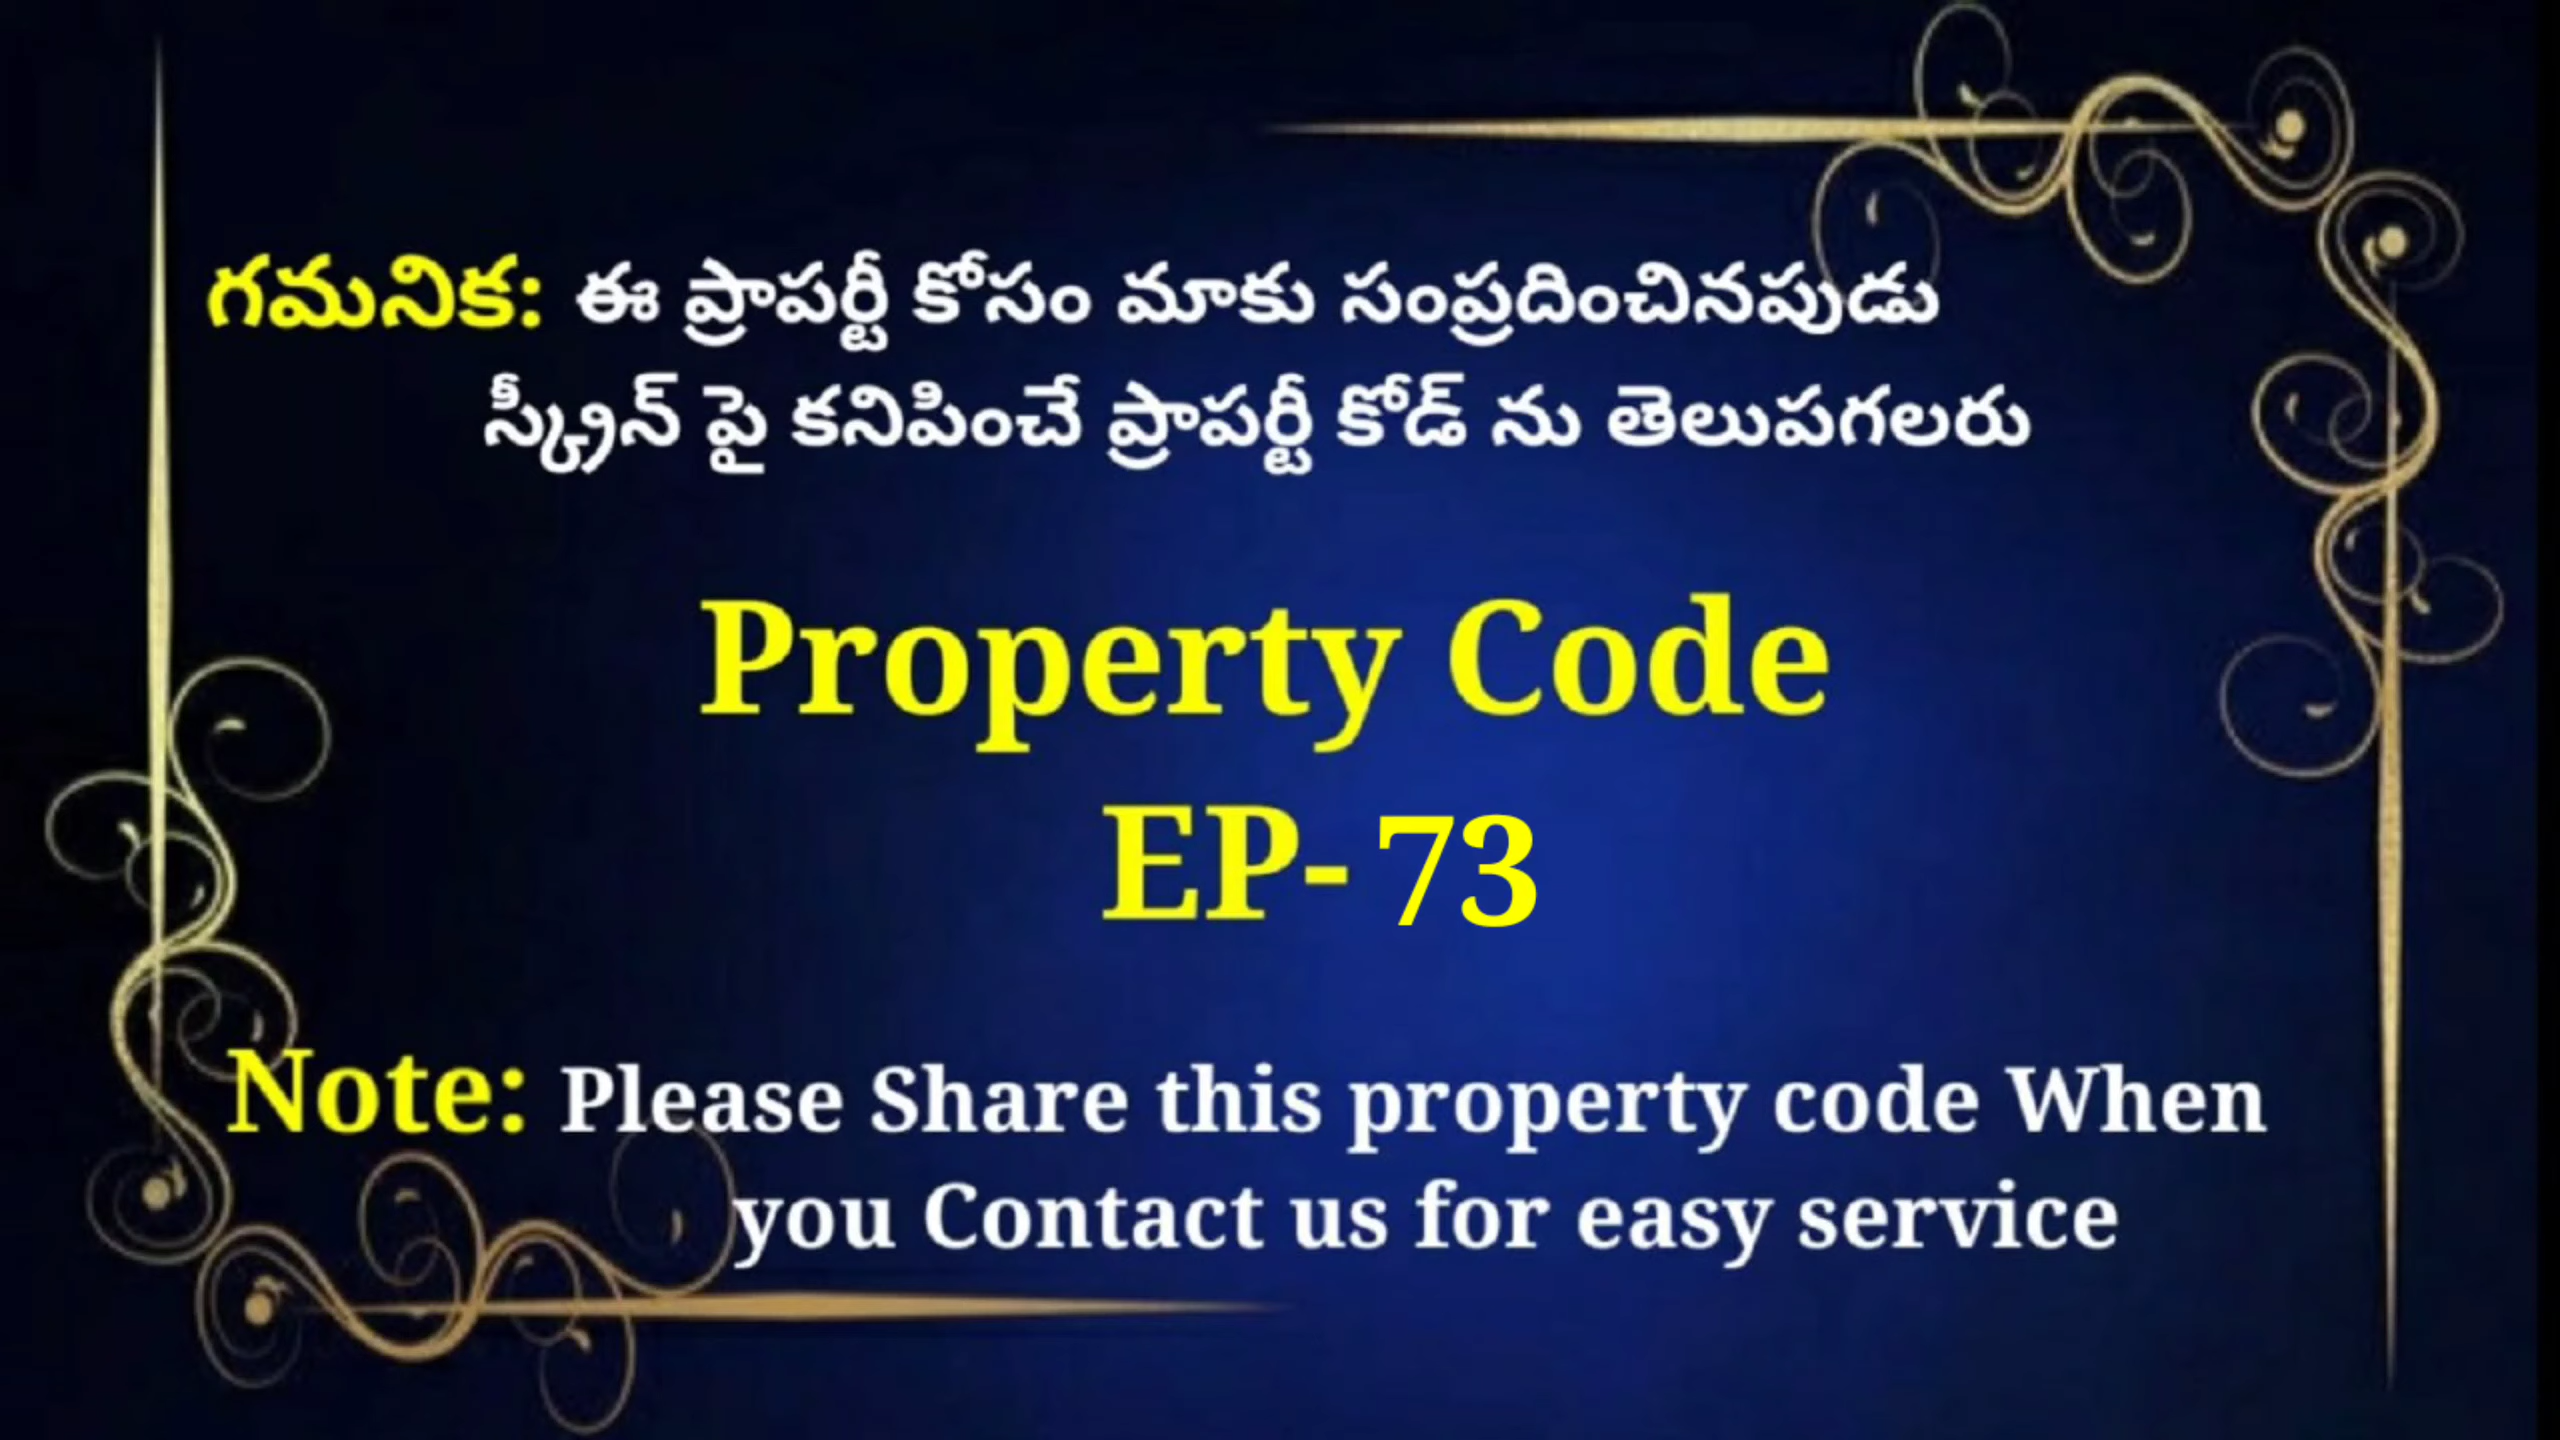 గమనిక: ఈ ప్రాపర్టీ కోసం మాకు సంప్రదించినపుడు
స్క్రీన్ పై కనిపించే ప్రాపర్టీ కోడ్ ను తెలుపగలరు
Property Code
EP-73
Note: Please Share this property code When
you Contact us for easy service